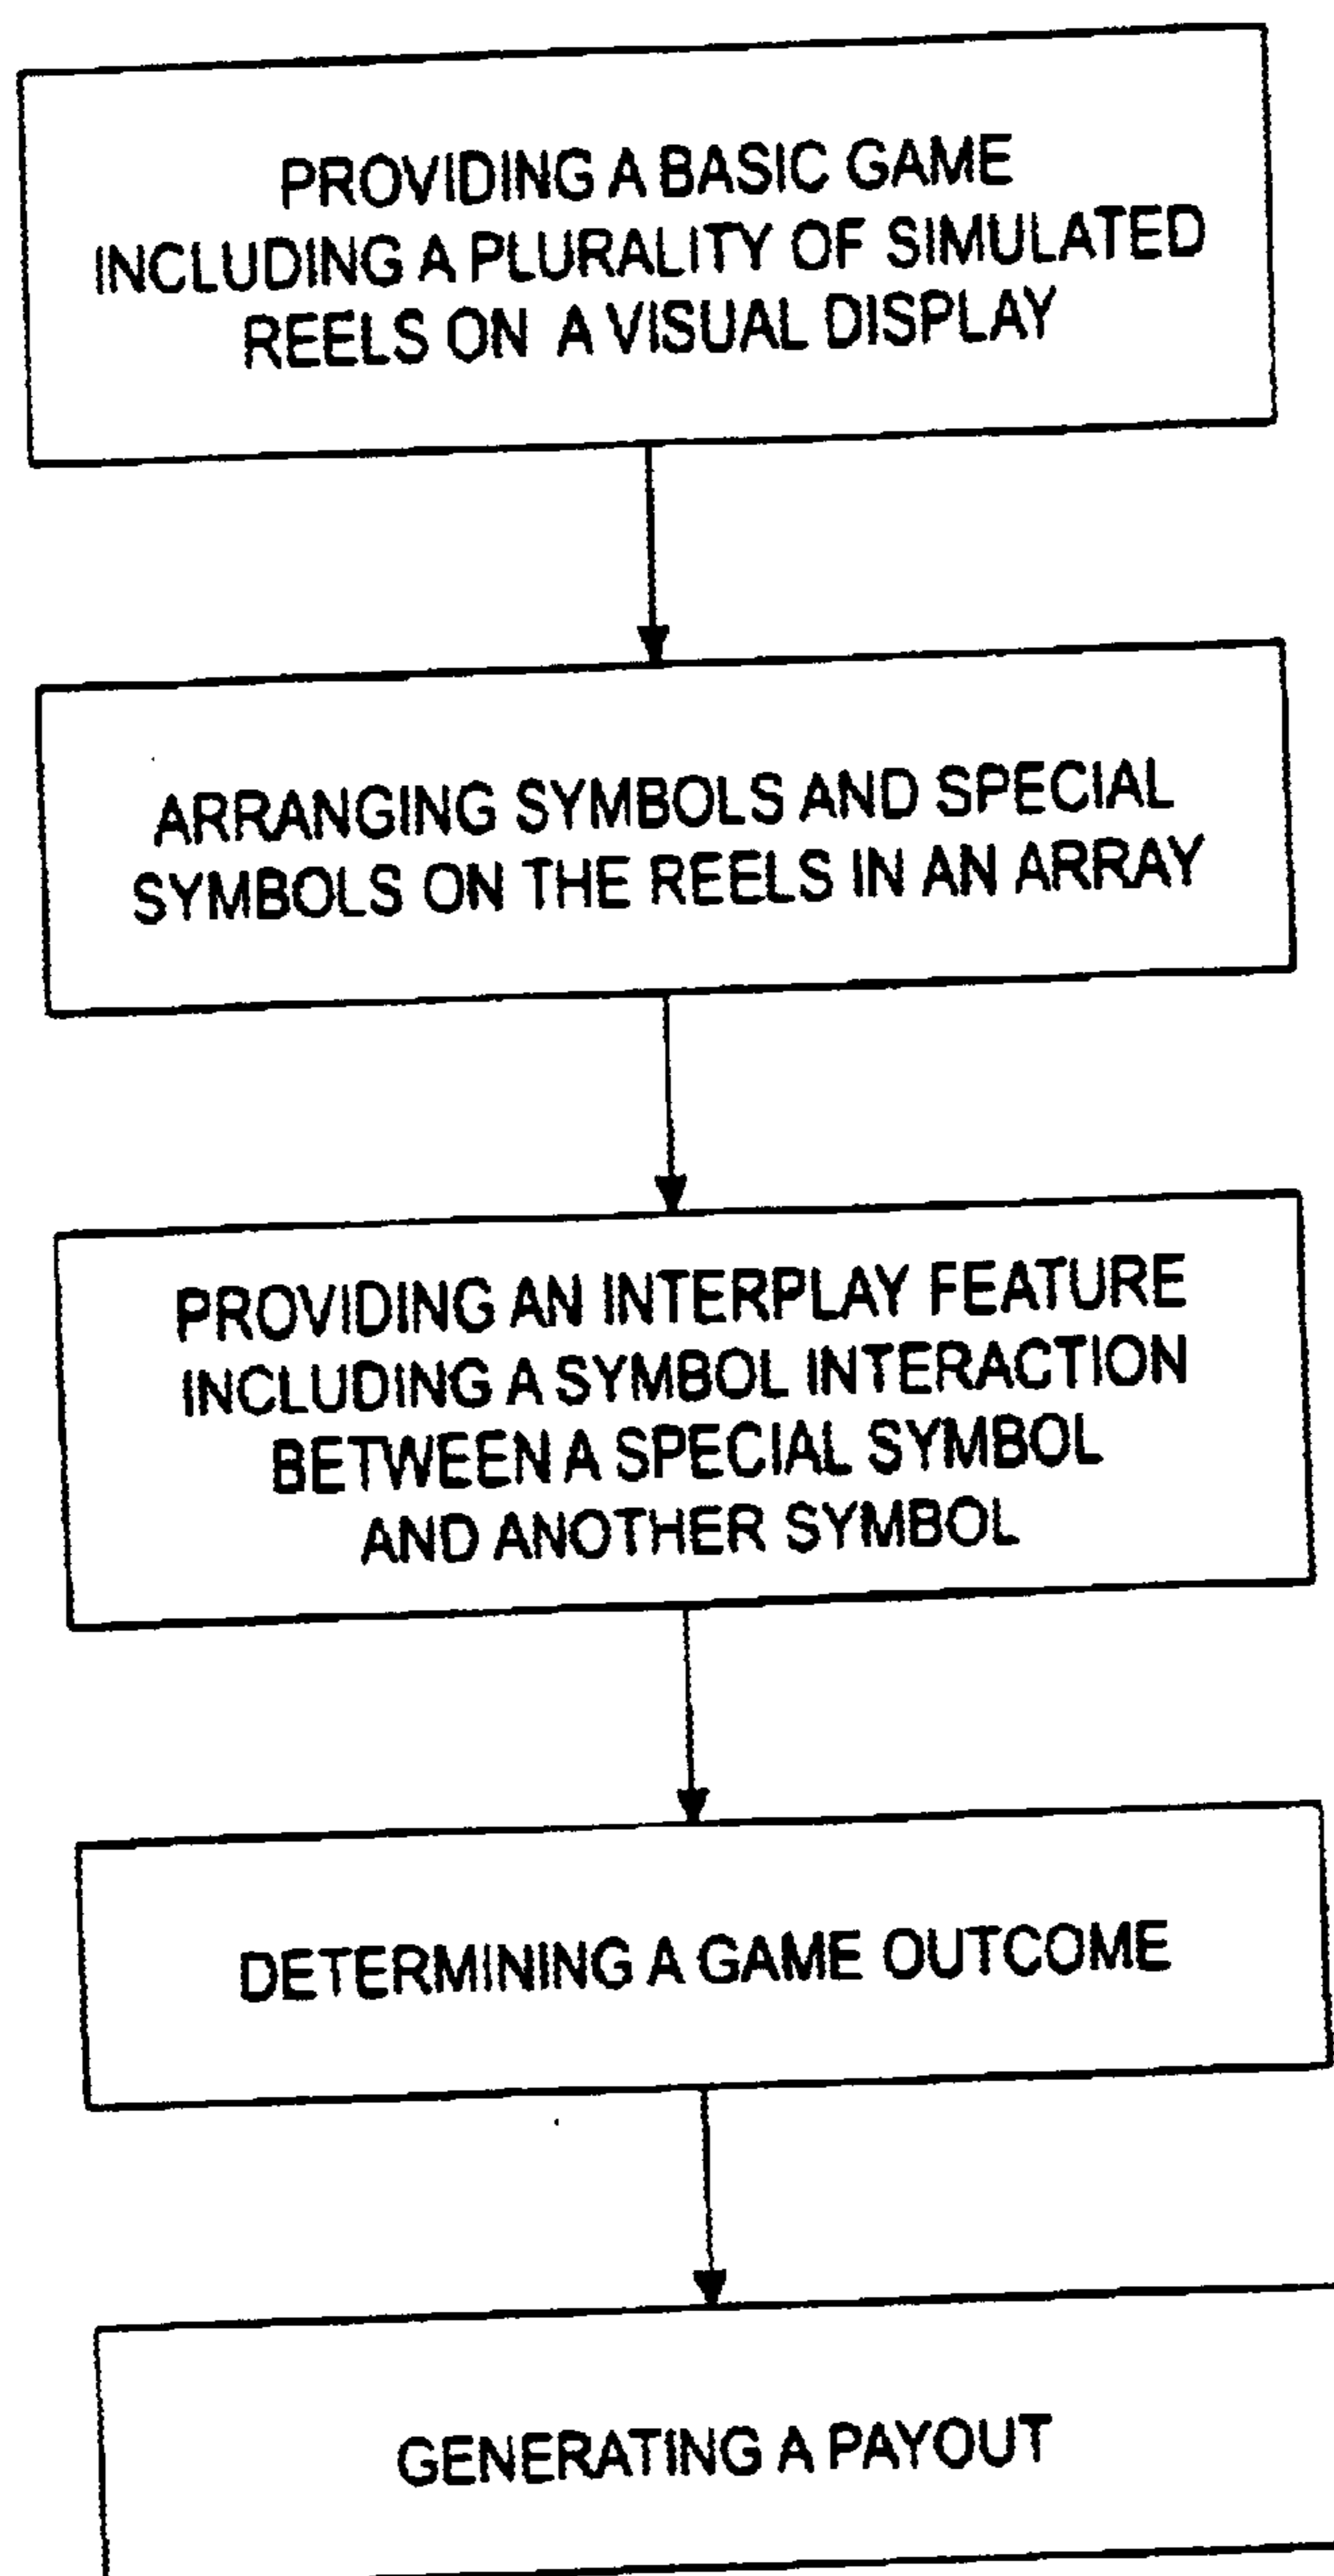 PROVIDING A BASIC GAME
INCLUDING A PLURALITY OF SIMULATED
REELS ON A VISUAL DISPLAY
ARRANGING SYMBOLS AND SPECIAL
SYMBOLS ON THE REELS IN AN ARRAY
PROVIDING AN INTERPLAY FEATURE
INCLUDING A SYMBOL INTERACTION
BETWEEN A SPECIAL SYMBOL
AND ANOTHER SYMBOL
DETERMINING A GAME OUTCOME
GENERATING A PAYOUT